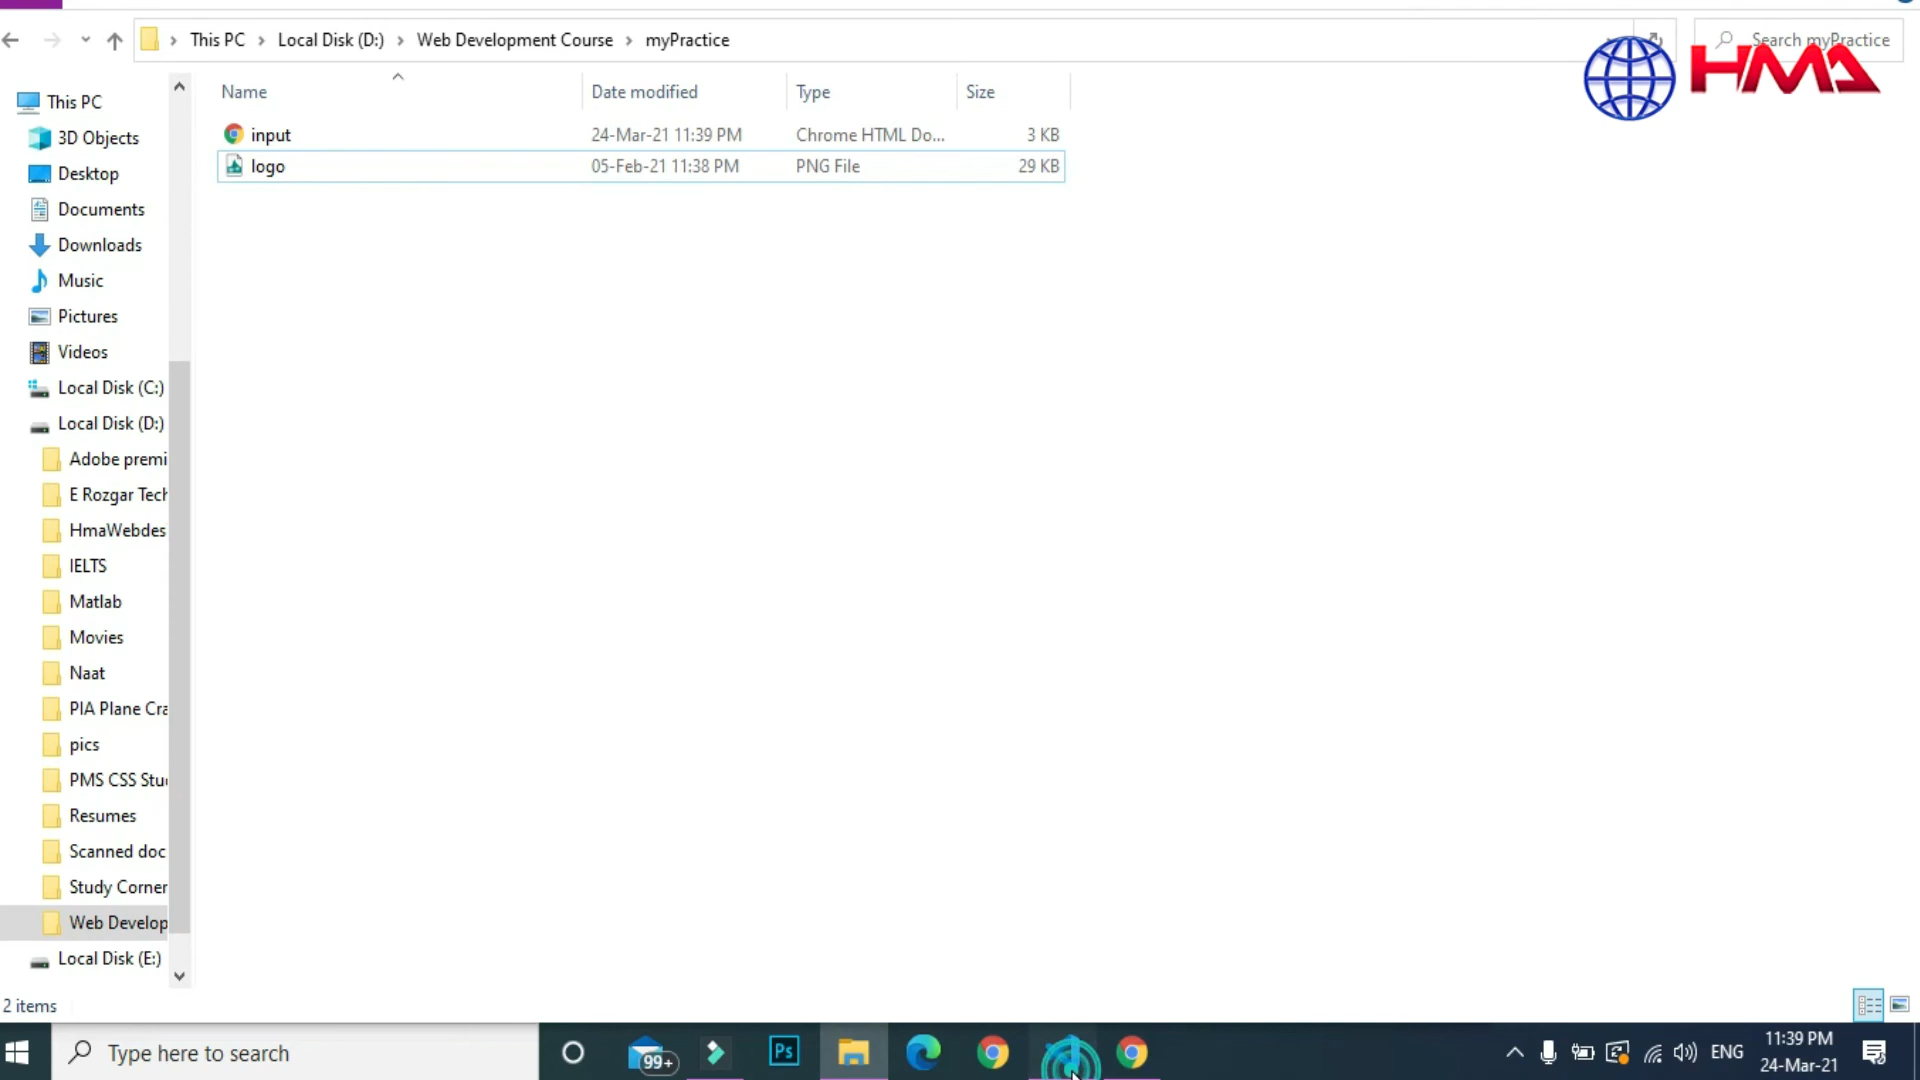 This PC > Local Disk (D:) > Web Development Course > myPractice
Search myPractice
HMA
Name Date modified Type Size
input 24-Mar-21 11:39 PM Chrome HTML Do... 3 KB
logo 05-Feb-21 11:38 PM PNG File 29 KB
This PC
3D Objects
Desktop
Documents
Downloads
Music
Pictures
Videos
Local Disk (C:)
Local Disk (D:)
Adobe premi
E Rozgar Tech
HmaWebdes
IELTS
Matlab
Movies
Naat
PIA Plane Cra
pics
PMS CSS Stu
Resumes
Scanned doc
Study Corner
Web Develop
Local Disk (E:)
2 items
Type here to search
99+
Ps
ENG
11:39 PM
24-Mar-21